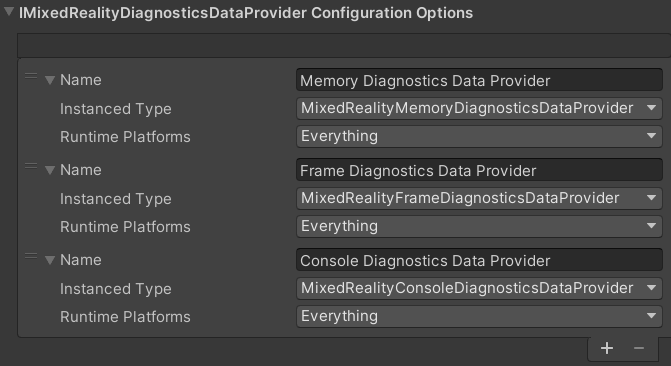 IMixedRealityDiagnosticsDataProvider Configuration Options
Name Memory Diagnostics Data Provider
Instanced Type MixedRealityMemoryDiagnosticsDataProvider
Runtime Platforms Everything
Name Frame Diagnostics Data Provider
Instanced Type MixedRealityFrameDiagnosticsDataProvider
Runtime Platforms Everything
Name Console Diagnostics Data Provider
Instanced Type MixedRealityConsoleDiagnosticsDataProvider
Runtime Platforms Everything
+ −